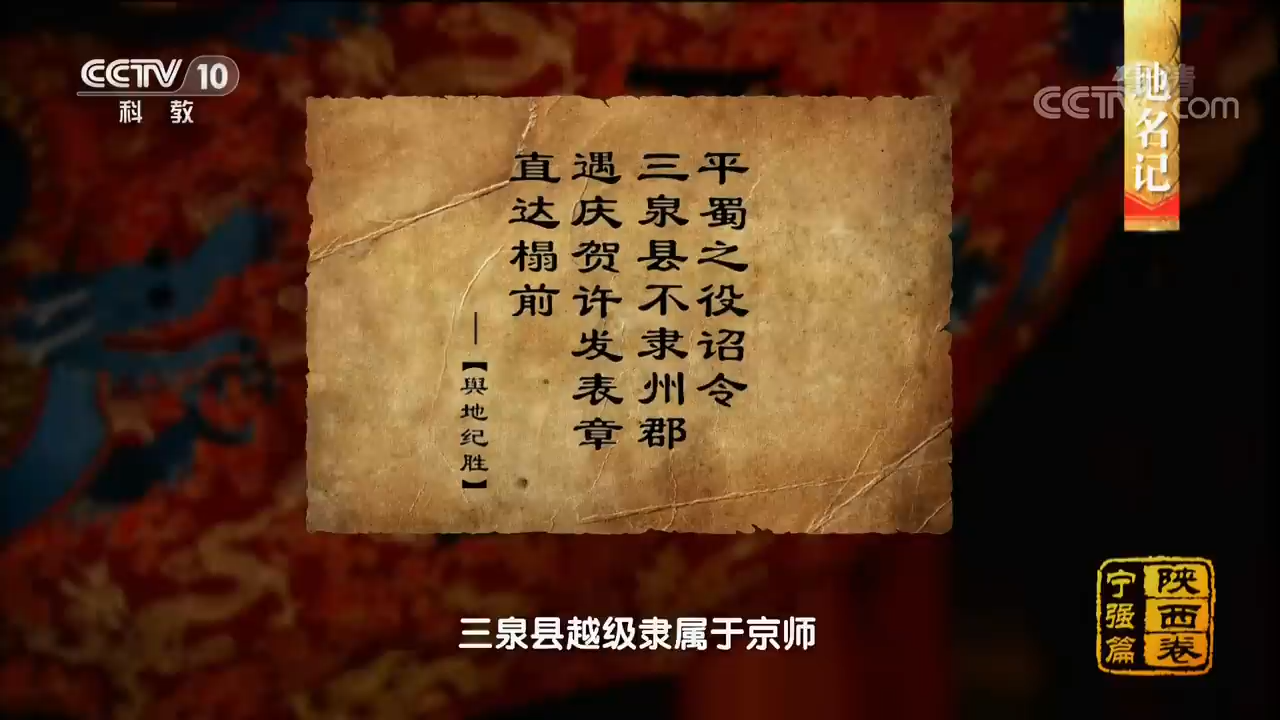 CCTV 10
科教
CCTV.com
地名记
平蜀之役诏令
三泉县不隶州郡
遇庆贺许发表章
直达榻前
—【舆地纪胜】
三泉县越级隶属于京师
陕西卷
宁强篇